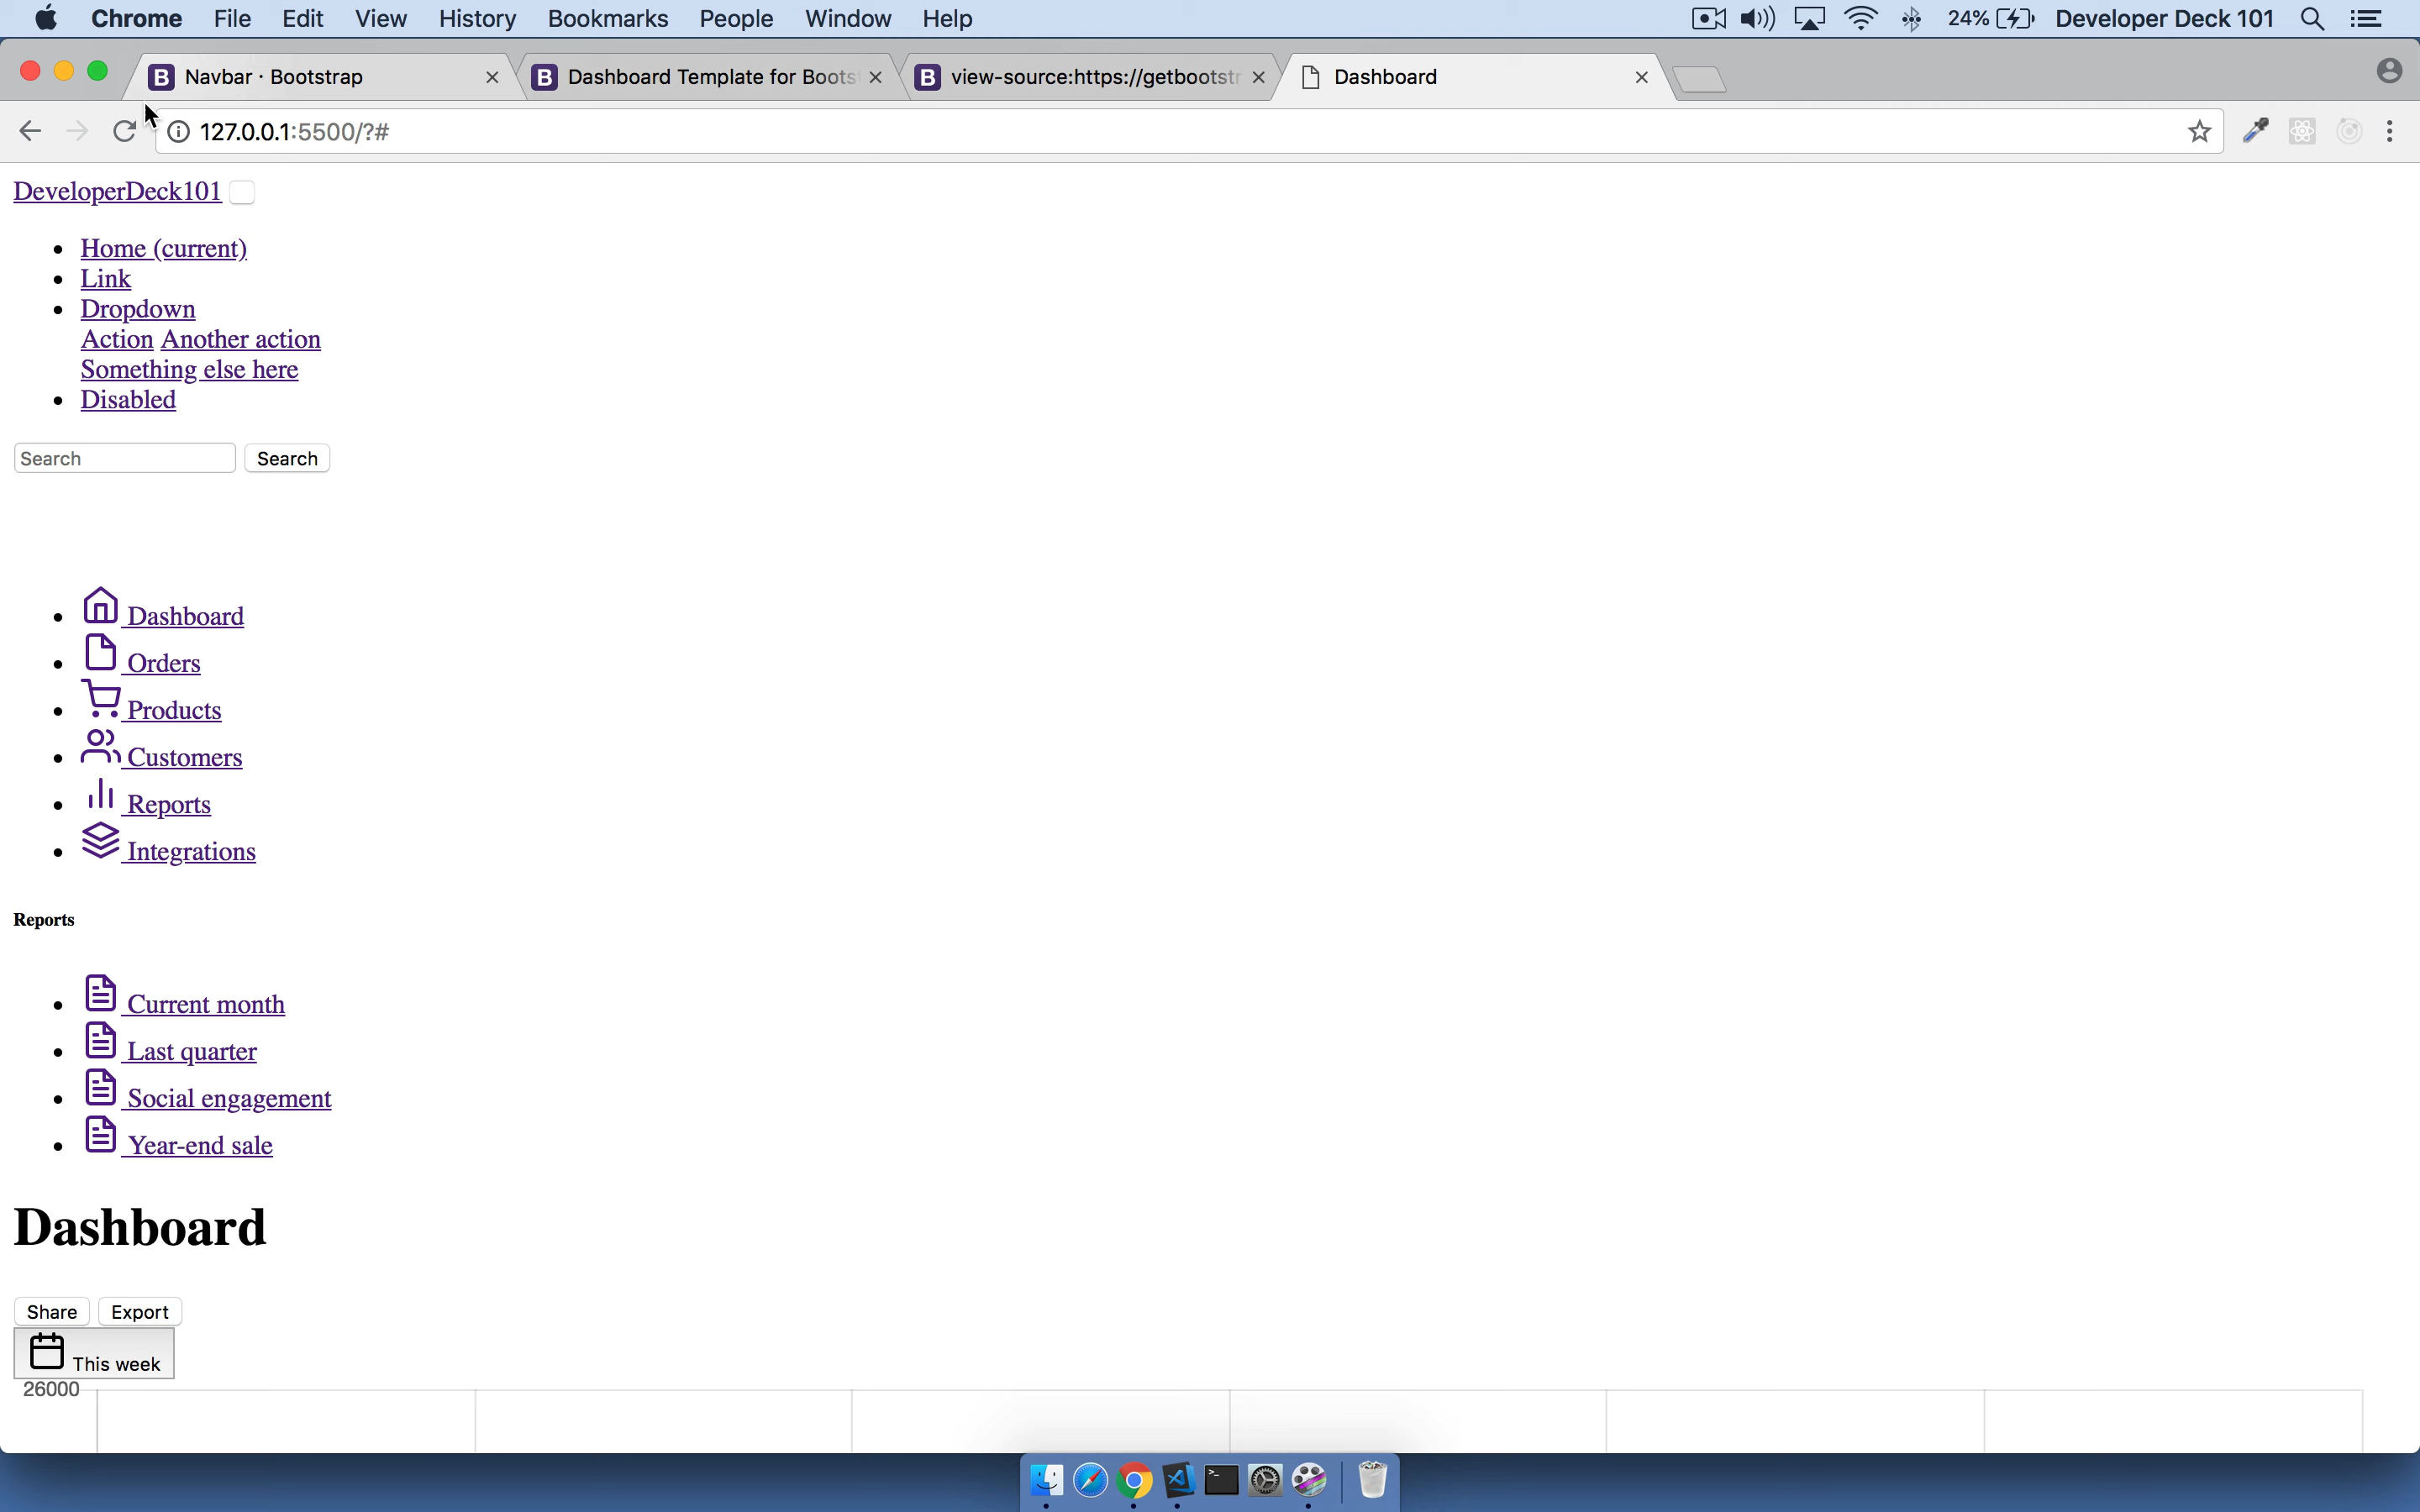 Chrome File Edit View History Bookmarks People Window Help 24% Developer Deck 101
Navbar · Bootstrap
Dashboard Template for Boots
view-source:https://getbootstr
Dashboard
127.0.0.1:5500/?#
DeveloperDeck101
Home (current)
Link
Dropdown
Action Another action
Something else here
Disabled
Search Search
Dashboard
Orders
Products
Customers
Reports
Integrations
Reports
Current month
Last quarter
Social engagement
Year-end sale
Dashboard
Share Export
This week
26000